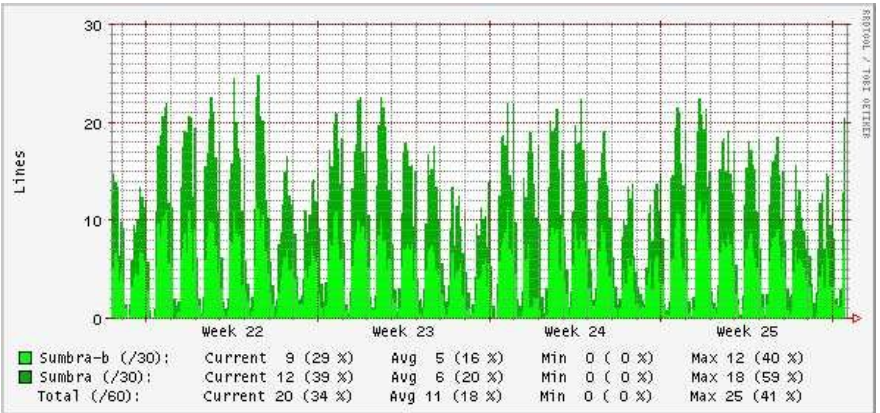 30
20
10
0
Lines
RRDTOOL / TOBI OETIKER
Week 22 Week 23 Week 24 Week 25
Sumbra-b (/30): Current 9 (29 %) Avg 5 (16 %) Min 0 ( 0 %) Max 12 (40 %)
Sumbra (/30): Current 12 (39 %) Avg 6 (20 %) Min 0 ( 0 %) Max 18 (59 %)
Total (/60): Current 20 (34 %) Avg 11 (18 %) Min 0 ( 0 %) Max 25 (41 %)